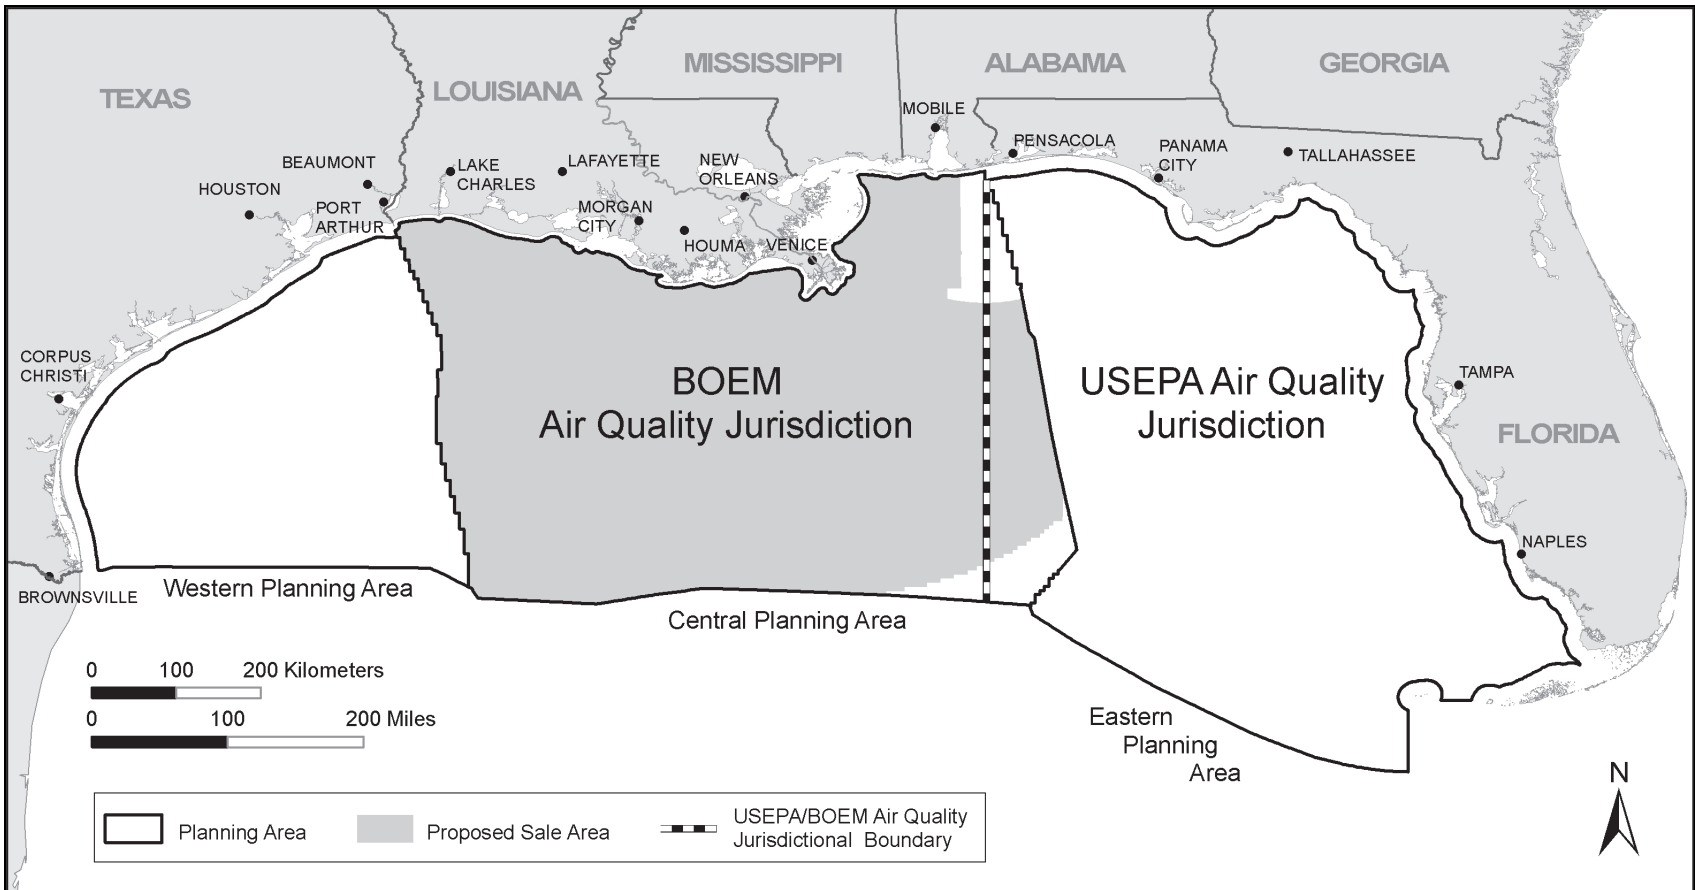 TEXAS
LOUISIANA
MISSISSIPPI
ALABAMA
GEORGIA
MOBILE
PENSACOLA
PANAMA
CITY
TALLAHASSEE
BEAUMONT
HOUSTON
PORT
ARTHUR
LAKE
CHARLES
LAFAYETTE
NEW
ORLEANS
MORGAN
CITY
HOUMA
VENICE
CORPUS
CHRISTI
BOEM
Air Quality Jurisdiction
USEPA Air Quality
Jurisdiction
TAMPA
FLORIDA
NAPLES
BROWNSVILLE
Western Planning Area
Central Planning Area
Eastern
Planning
Area
0 100 200 Kilometers
0 100 200 Miles
N
Planning Area
Proposed Sale Area
USEPA/BOEM Air Quality
Jurisdictional Boundary